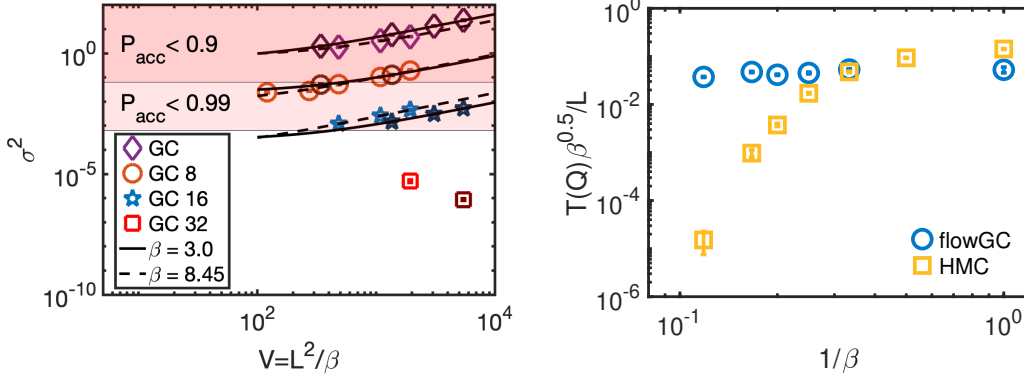 10^0
10^-5
10^-10
σ^2
P_acc < 0.9
P_acc < 0.99
GC
GC 8
GC 16
GC 32
β = 3.0
β = 8.45
10^2
10^4
V=L^2/β
10^0
10^-2
10^-4
10^-6
T(Q)β^0.5/L
flowGC
HMC
10^-1
10^0
1/β